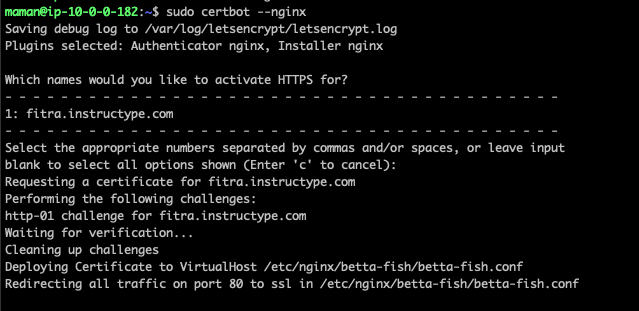 maman@ip-10-0-0-182:~$ sudo certbot --nginx
Saving debug log to /var/log/letsencrypt/letsencrypt.log
Plugins selected: Authenticator nginx, Installer nginx

Which names would you like to activate HTTPS for?
- - - - - - - - - - - - - - - - - - - - - - - - - - - - - - - - - - - - - - - -
1: fitra.instructype.com
- - - - - - - - - - - - - - - - - - - - - - - - - - - - - - - - - - - - - - - -
Select the appropriate numbers separated by commas and/or spaces, or leave input
blank to select all options shown (Enter 'c' to cancel):
Requesting a certificate for fitra.instructype.com
Performing the following challenges:
http-01 challenge for fitra.instructype.com
Waiting for verification...
Cleaning up challenges
Deploying Certificate to VirtualHost /etc/nginx/betta-fish/betta-fish.conf
Redirecting all traffic on port 80 to ssl in /etc/nginx/betta-fish/betta-fish.conf